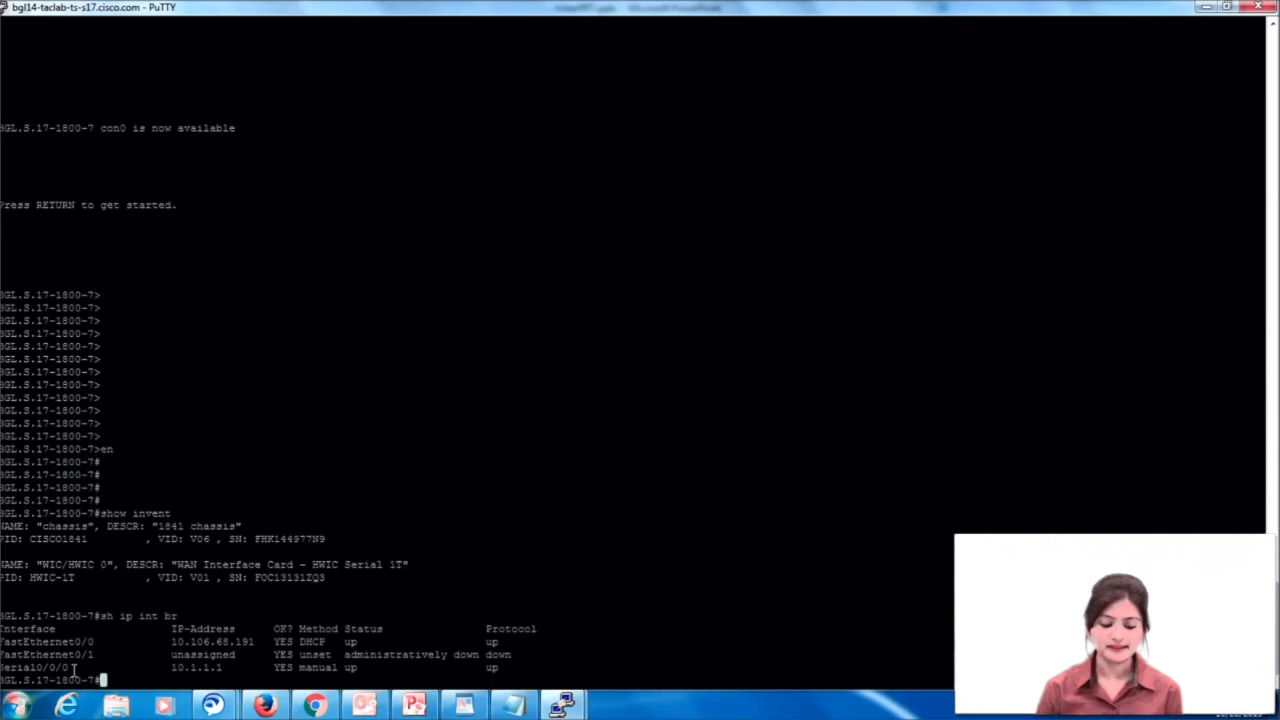 bgl14-taclab-ts-s17.cisco.com - PuTTY
BGL.S.17-1800-7 con0 is now available
Press RETURN to get started.
BGL.S.17-1800-7>
BGL.S.17-1800-7>
BGL.S.17-1800-7>
BGL.S.17-1800-7>
BGL.S.17-1800-7>
BGL.S.17-1800-7>
BGL.S.17-1800-7>
BGL.S.17-1800-7>
BGL.S.17-1800-7>
BGL.S.17-1800-7>
BGL.S.17-1800-7>
BGL.S.17-1800-7>
BGL.S.17-1800-7>en
BGL.S.17-1800-7#
BGL.S.17-1800-7#
BGL.S.17-1800-7#
BGL.S.17-1800-7#
BGL.S.17-1800-7#show invent
NAME: "chassis", DESCR: "1841 chassis"
PID: CISCO1841 , VID: V06 , SN: FHK144977N9
NAME: "WIC/HWIC 0", DESCR: "WAN Interface Card - HWIC Serial 1T"
PID: HWIC-1T , VID: V01 , SN: FOC13131ZQ3
BGL.S.17-1800-7#sh ip int br
Interface IP-Address OK? Method Status Protocol
FastEthernet0/0 10.106.65.191 YES DHCP up up
FastEthernet0/1 unassigned YES unset administratively down down
Serial0/0/0 10.1.1.1 YES manual up up
BGL.S.17-1800-7#